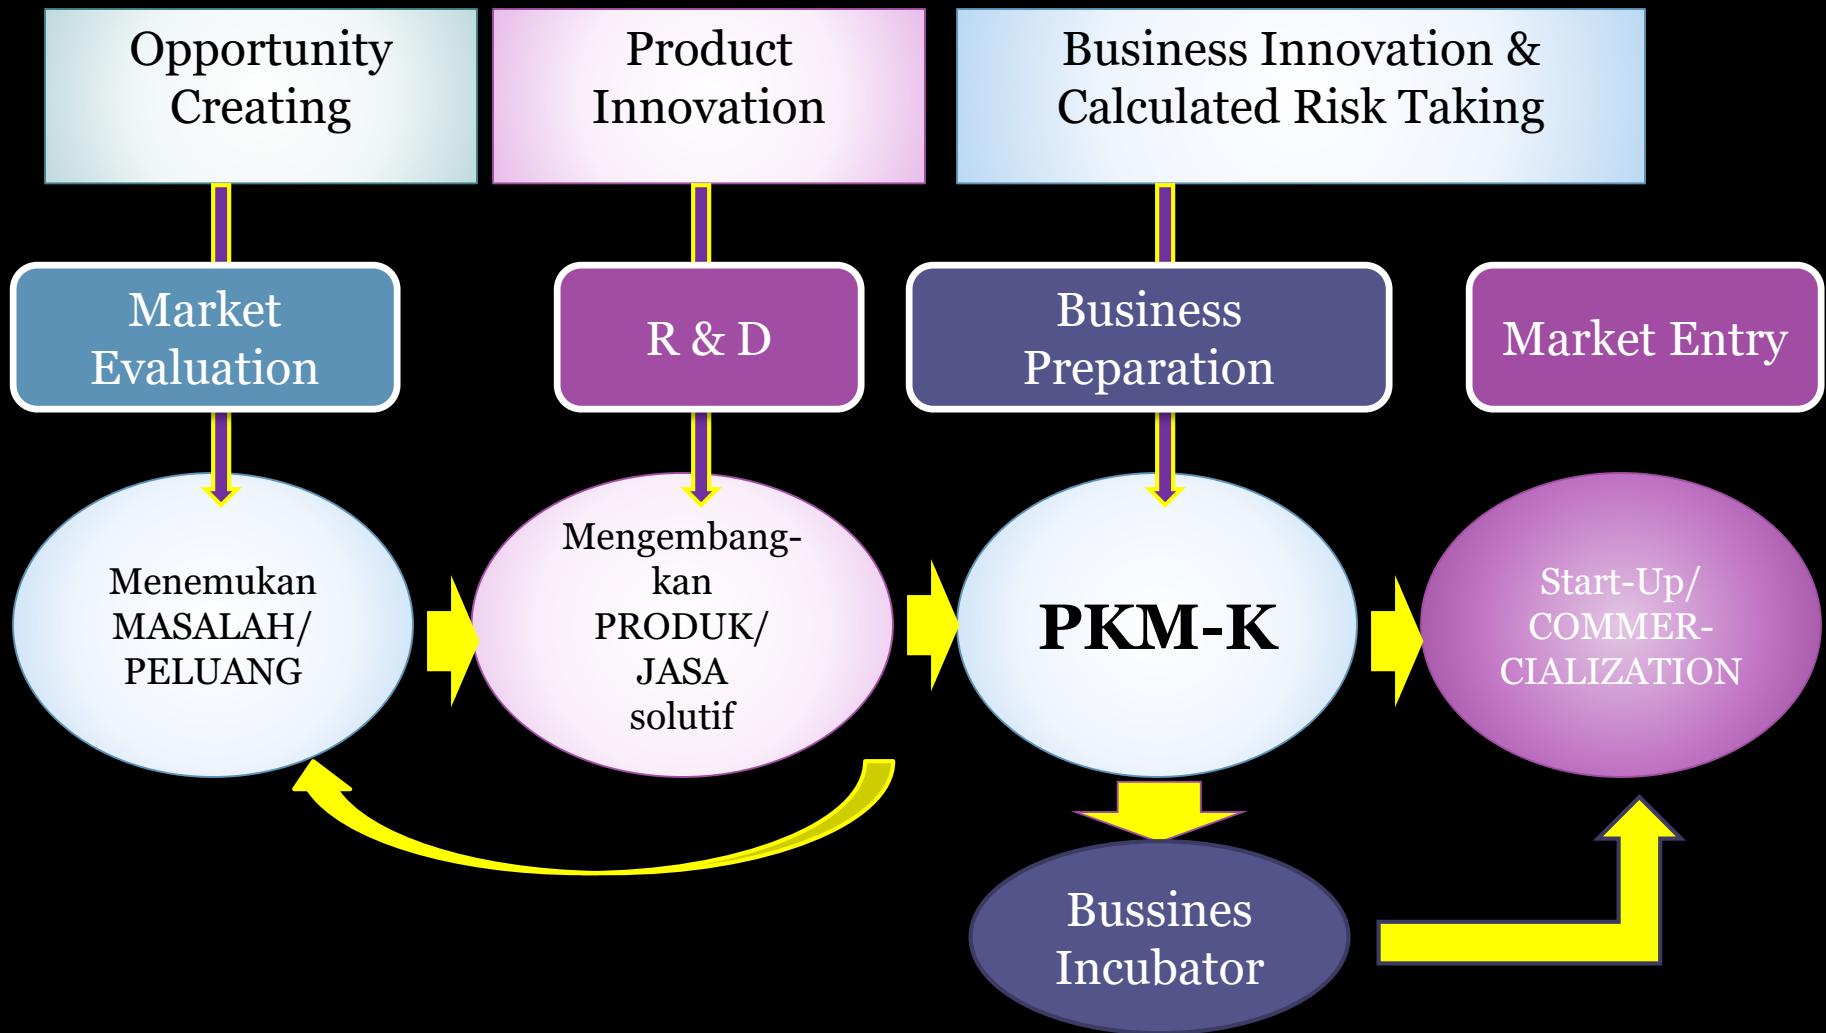 Opportunity
Creating
Product
Innovation
Business Innovation &
Calculated Risk Taking
Market
Evaluation
R & D
Business
Preparation
Market Entry
Menemukan
MASALAH/
PELUANG
Mengembang-
kan
PRODUK/
JASA
solutif
PKM-K
Start-Up/
COMMER-
CIALIZATION
Bussines
Incubator